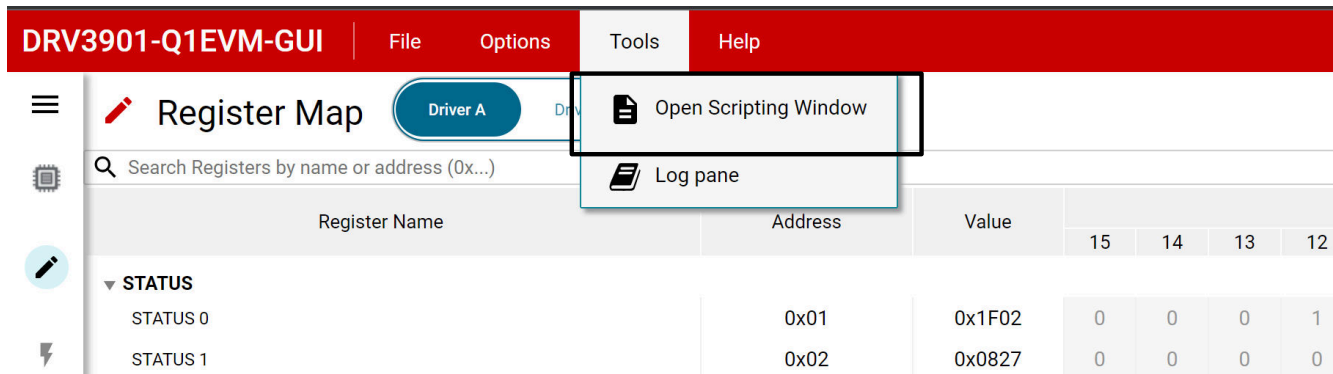 DRV3901-Q1EVM-GUI File Options Tools Help
Register Map Driver A
Open Scripting Window
Search Registers by name or address (0x...)
Log pane
Register Name Address Value
15 14 13 12
STATUS
STATUS 0 0x01 0x1F02 0 0 0 1
STATUS 1 0x02 0x0827 0 0 0 0